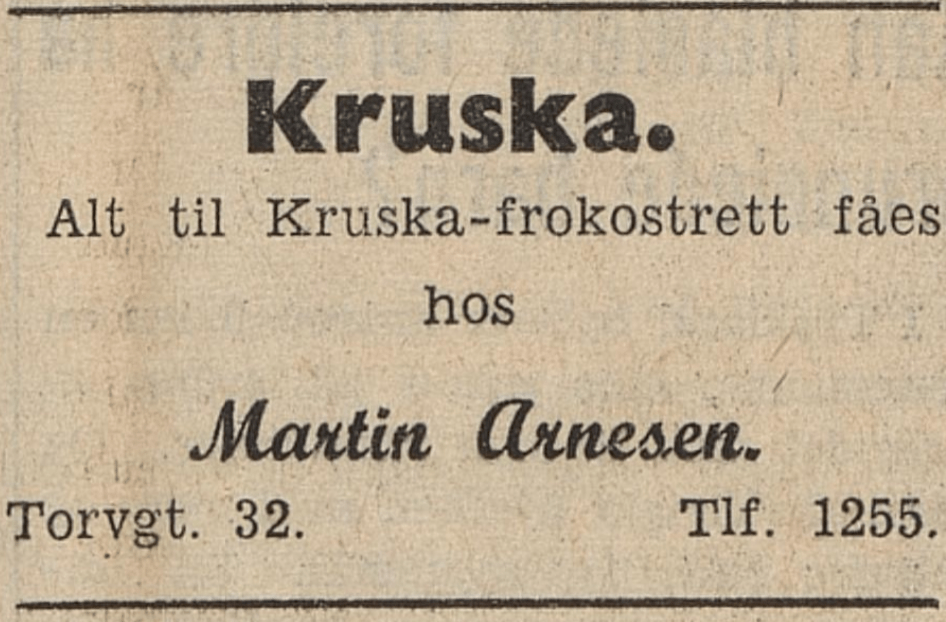 Kruska.
Alt til Kruska-frokostrett fåes
hos
Martin Arnesen.
Torvgt. 32. Tlf. 1255.